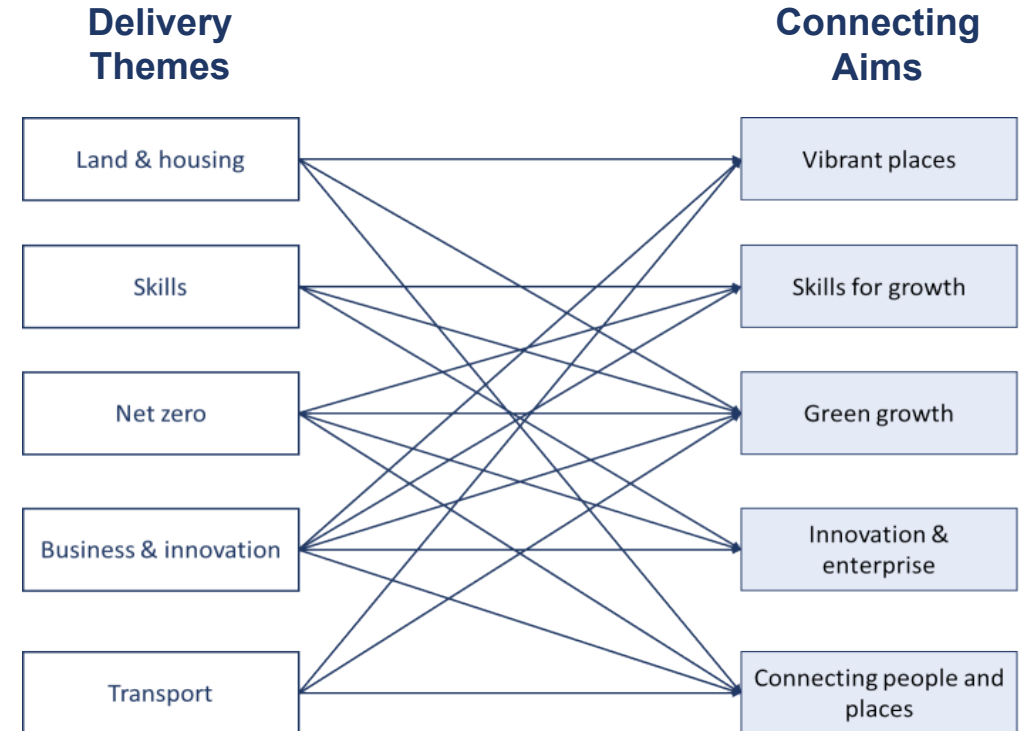 Delivery
Themes
Connecting
Aims
Land & housing
Vibrant places
Skills
Skills for growth
Net zero
Green growth
Business & innovation
Innovation &
enterprise
Transport
Connecting people and
places